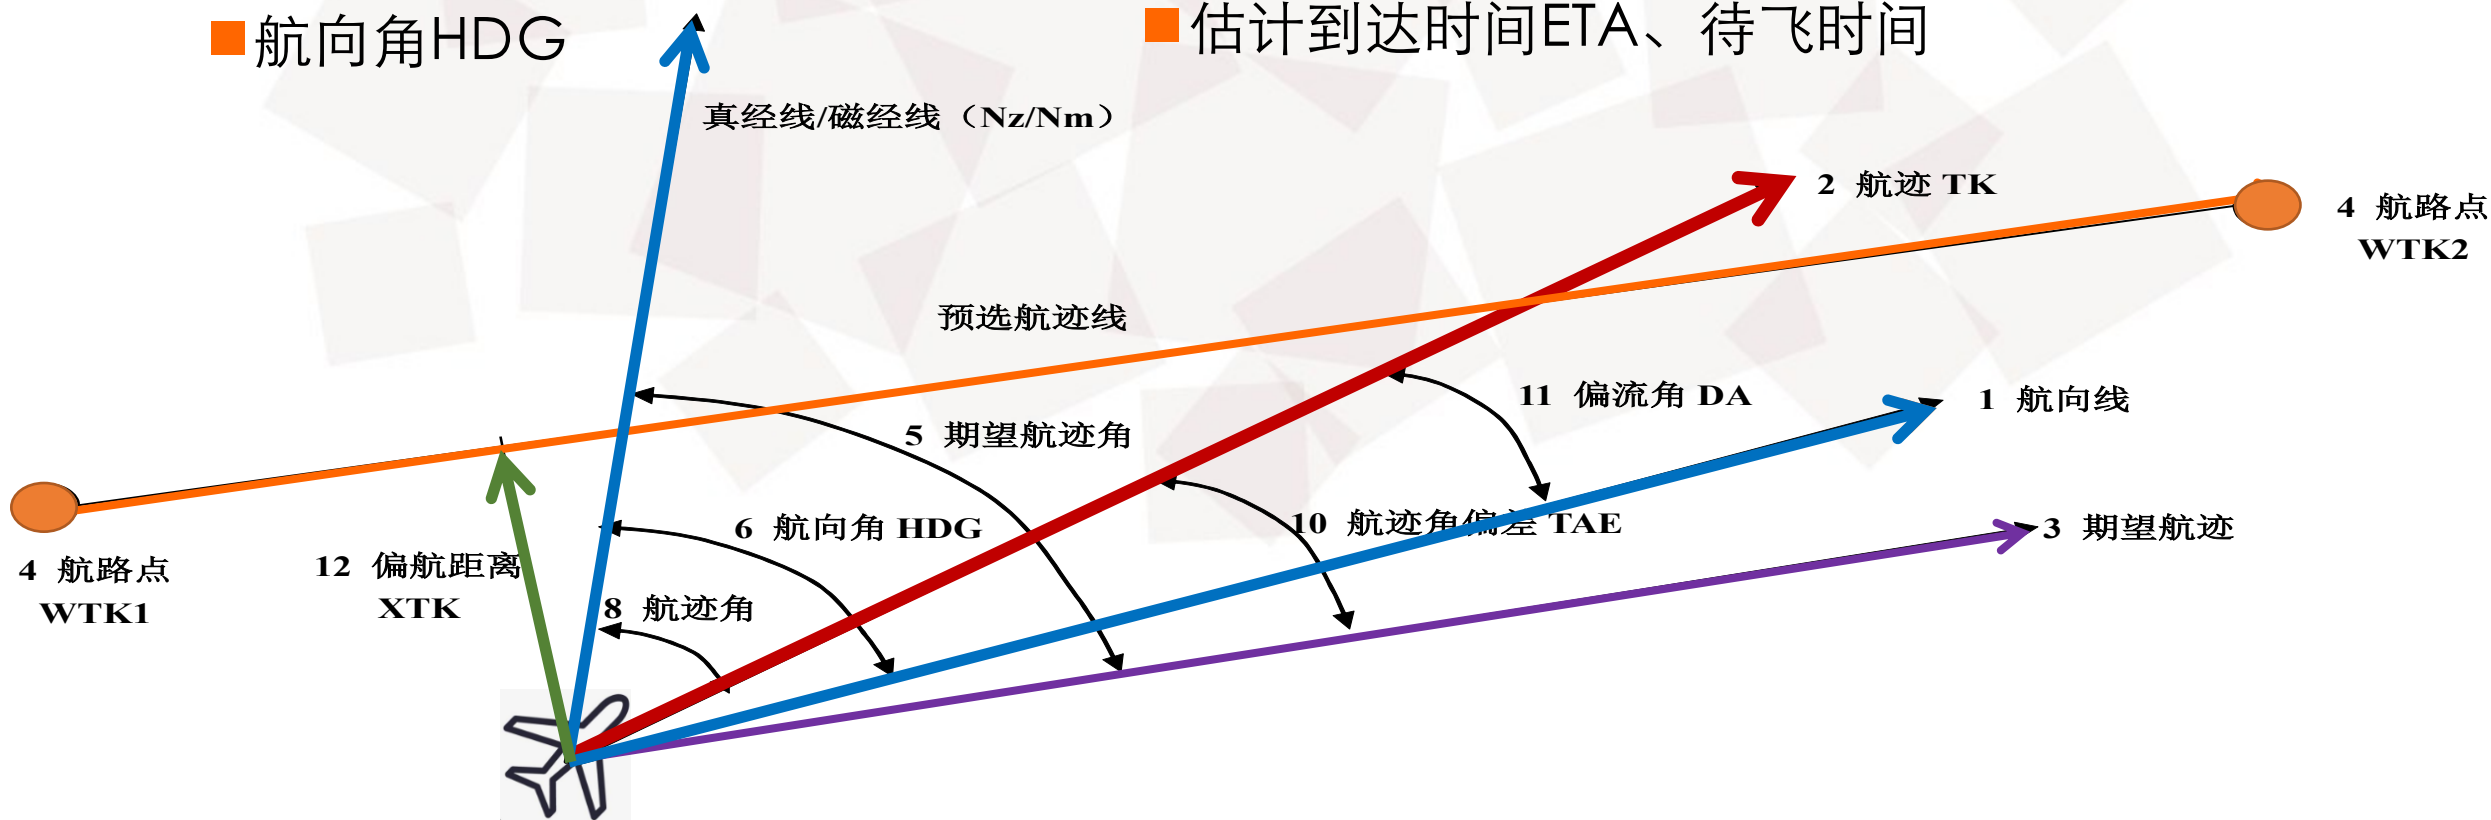 航向角HDG
估计到达时间ETA、待飞时间
真经线/磁经线（Nz/Nm）
2 航迹 TK
4 航路点
WTK2
预选航迹线
11 偏流角 DA
1 航向线
5 期望航迹角
6 航向角 HDG
10 航迹角偏差 TAE
3 期望航迹
12 偏航距离
XTK
4 航路点
WTK1
8 航迹角